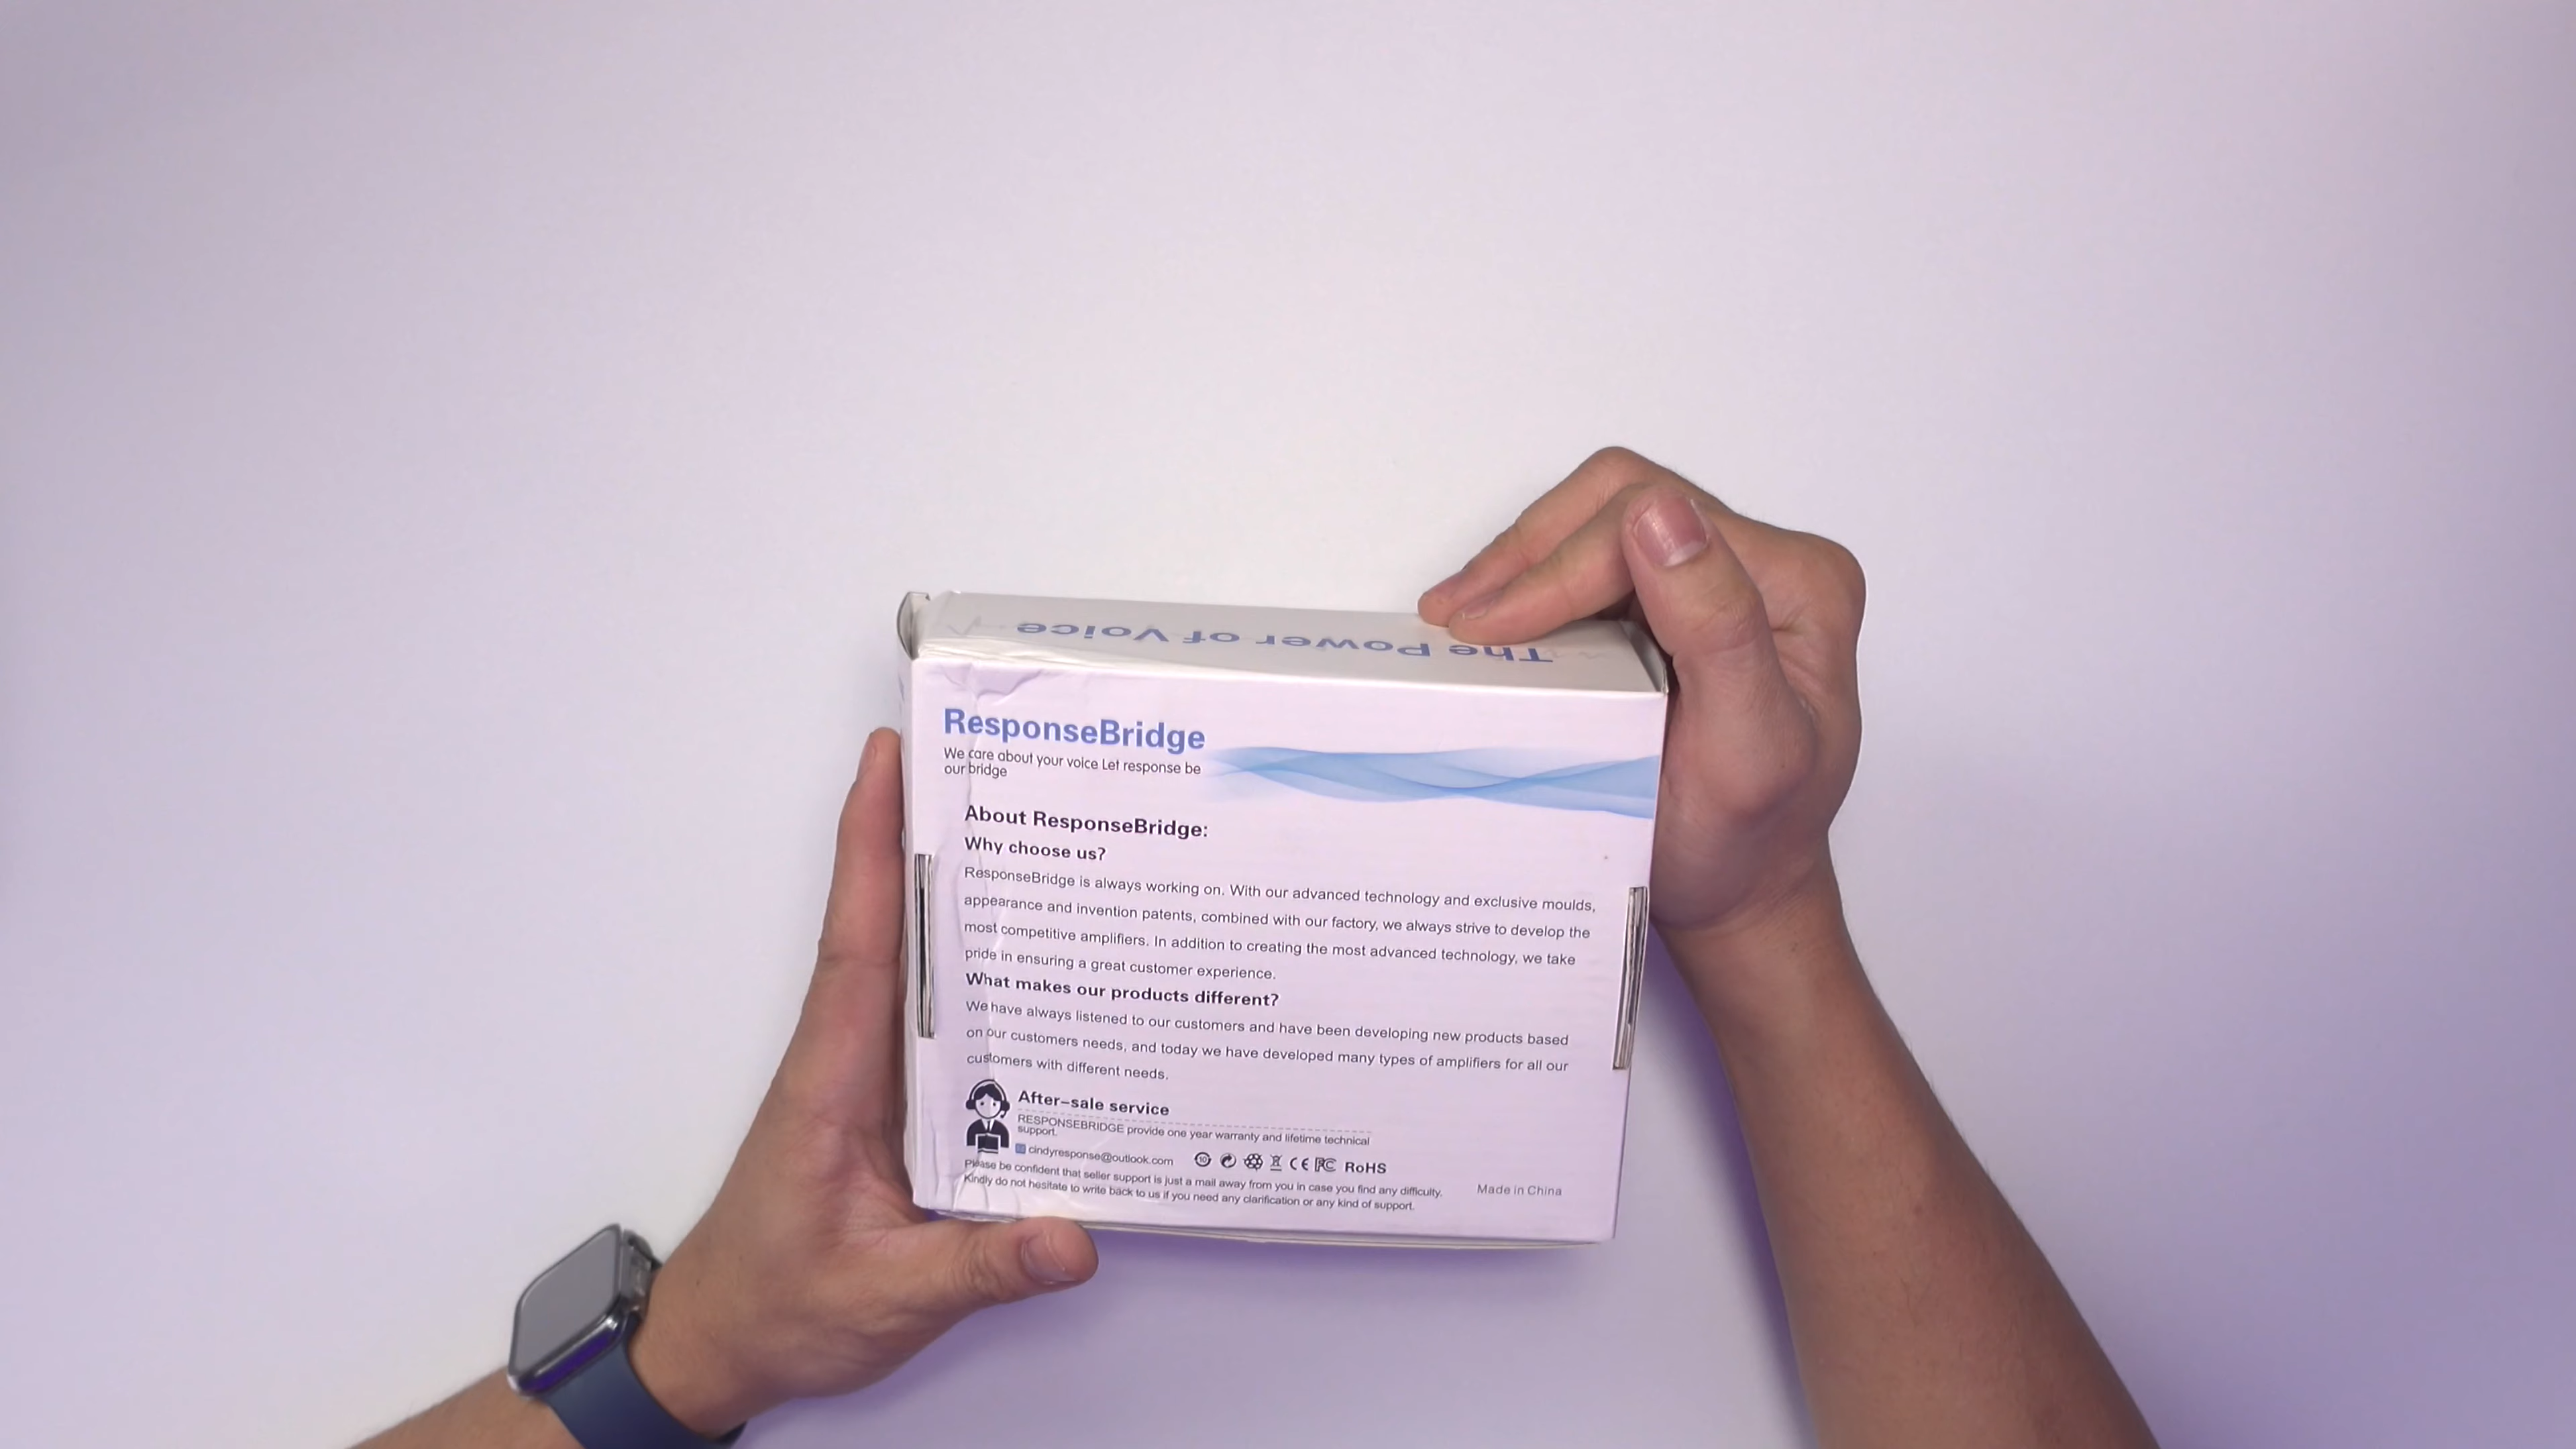 The Power of Voice
ResponseBridge
We care about your voice Let response be
our bridge
About ResponseBridge:
Why choose us?
ResponseBridge is always working on. With our advanced technology and exclusive moulds,
appearance and invention patents, combined with our factory, we always strive to develop the
most competitive amplifiers. In addition to creating the most advanced technology, we take
pride in ensuring a great customer experience.
What makes our products different?
We have always listened to our customers and have been developing new products based
on our customers needs, and today we have developed many types of amplifiers for all our
customers with different needs.
After-sale service
RESPONSEBRIDGE provide one year warranty and lifetime technical
support.
cindyresponse@outlook.com
CE FC RoHS
Please be confident that seller support is just a mail away from you in case you find any difficulty.
Kindly do not hesitate to write back to us if you need any clarification or any kind of support.
Made in China